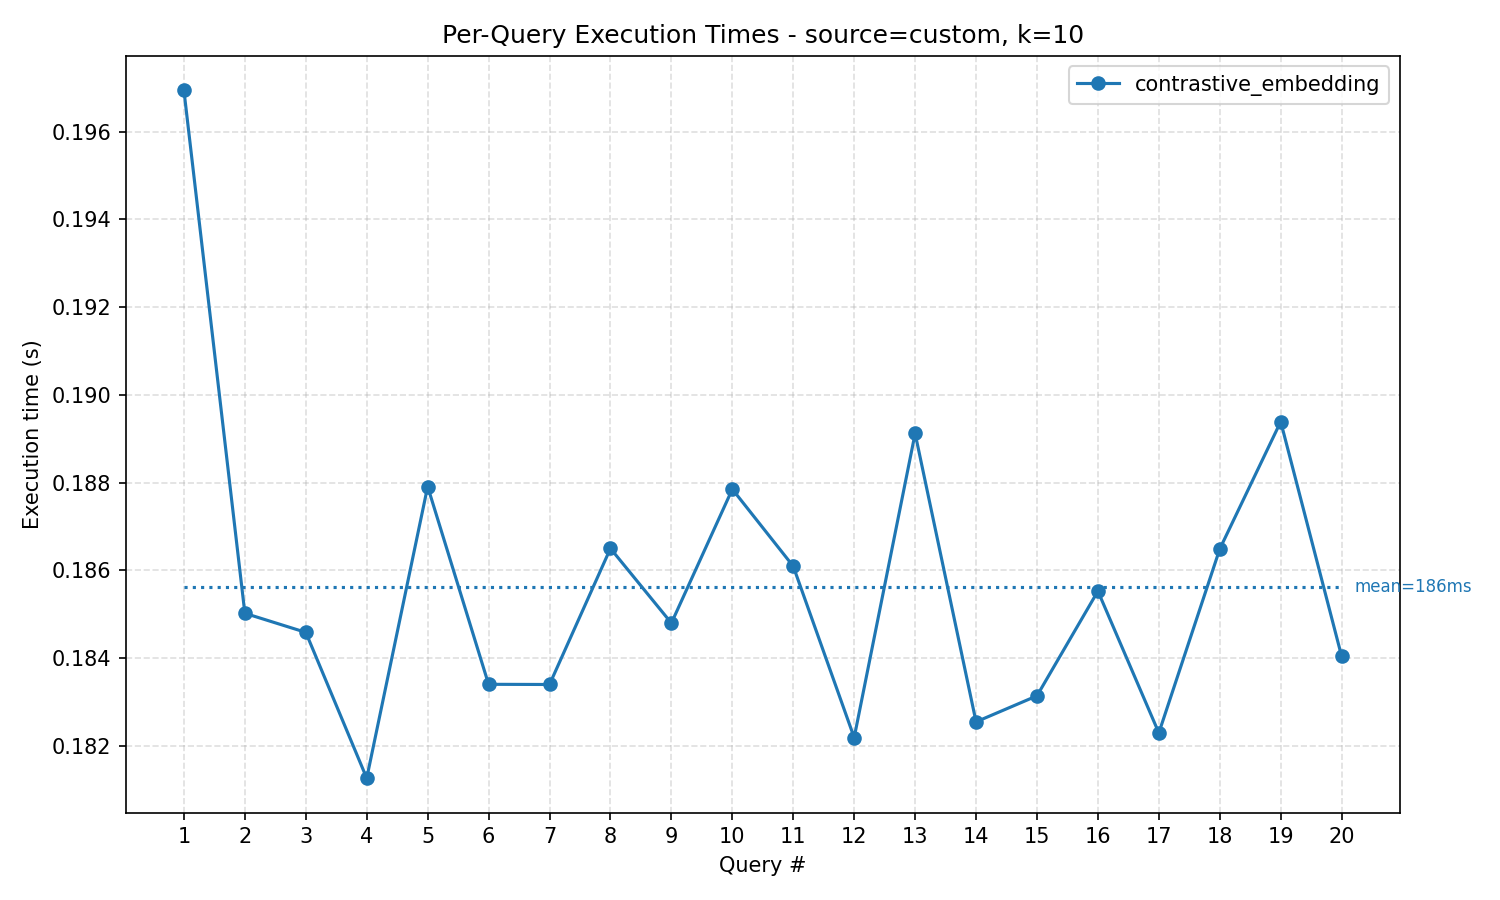 Per-Query Execution Times - source=custom, k=10
contrastive_embedding
Execution time (s)
0.196
0.194
0.192
0.190
0.188
0.186
0.184
0.182
mean=186ms
1 2 3 4 5 6 7 8 9 10 11 12 13 14 15 16 17 18 19 20
Query #